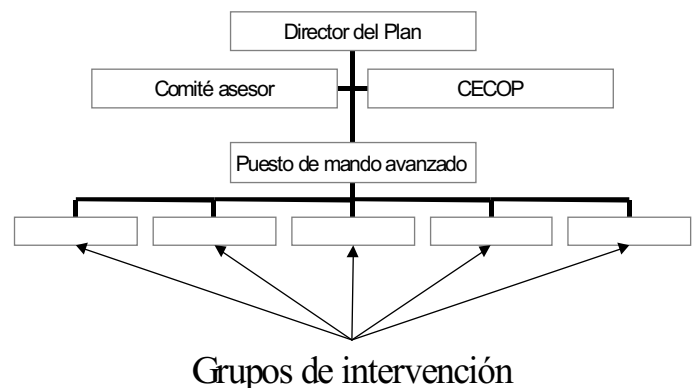 Director del Plan
Comité asesor
CECOP
Puesto de mando avanzado
Grupos de intervención